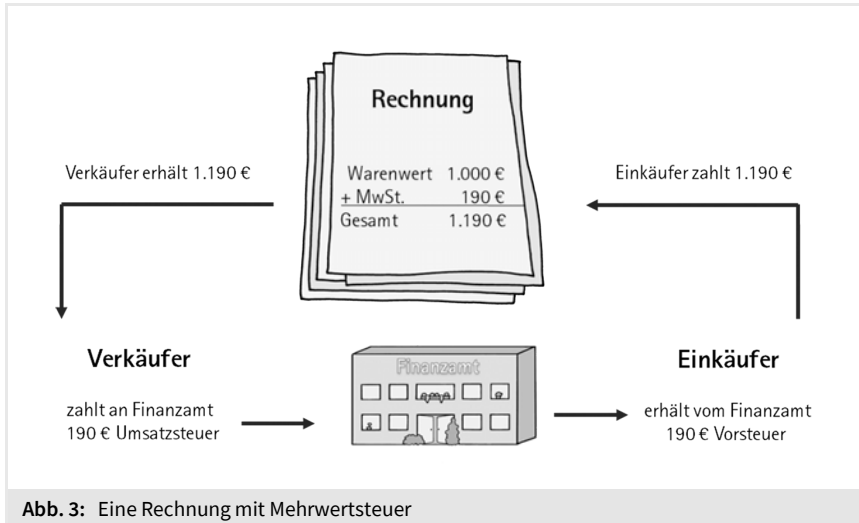 Rechnung
Verkäufer erhält 1.190 €
Einkäufer zahlt 1.190 €
Warenwert 1.000 €
+ MwSt. 190 €
Gesamt 1.190 €
Verkäufer
Finanzamt
Einkäufer
zahlt an Finanzamt
190 € Umsatzsteuer
erhält vom Finanzamt
190 € Vorsteuer
Abb. 3: Eine Rechnung mit Mehrwertsteuer